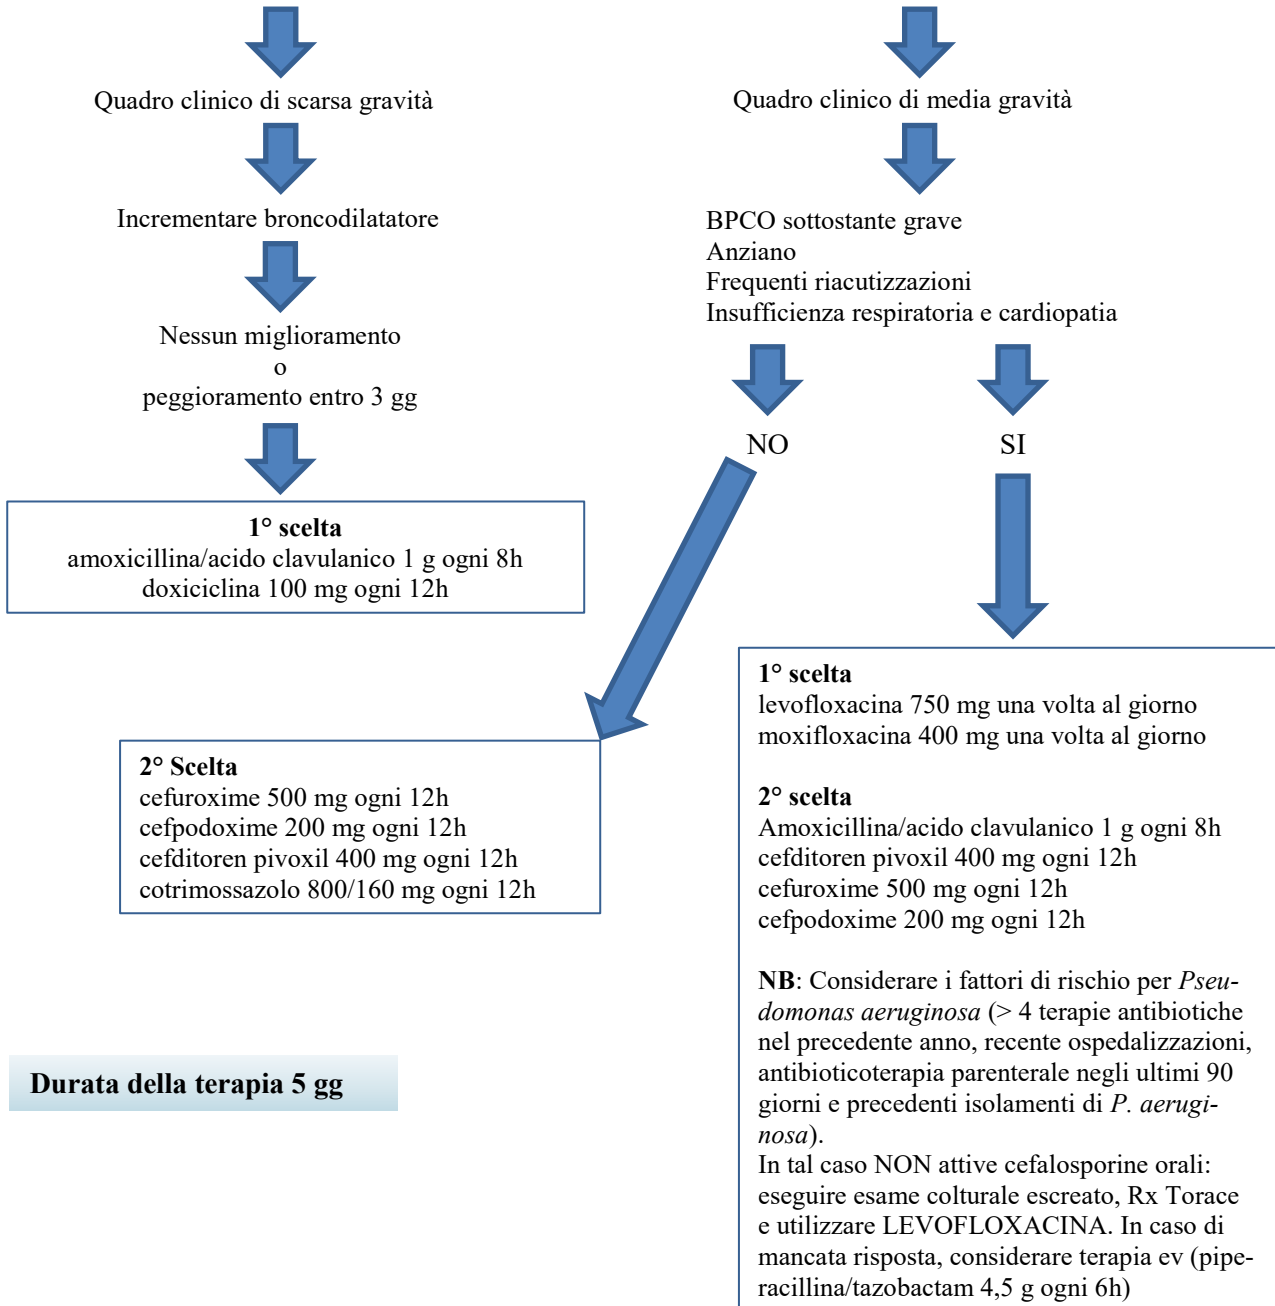 Quadro clinico di scarsa gravità
Incrementare broncodilatatore
Nessun miglioramento
o
peggioramento entro 3 gg
1° scelta
amoxicillina/acido clavulanico 1 g ogni 8h
doxiciclina 100 mg ogni 12h
Quadro clinico di media gravità
BPCO sottostante grave
Anziano
Frequenti riacutizzazioni
Insufficienza respiratoria e cardiopatia
NO
SI
2° Scelta
cefuroxime 500 mg ogni 12h
cefpodoxime 200 mg ogni 12h
cefditoren pivoxil 400 mg ogni 12h
cotrimossazolo 800/160 mg ogni 12h
1° scelta
levofloxacina 750 mg una volta al giorno
moxifloxacina 400 mg una volta al giorno
2° scelta
Amoxicillina/acido clavulanico 1 g ogni 8h
cefditoren pivoxil 400 mg ogni 12h
cefuroxime 500 mg ogni 12h
cefpodoxime 200 mg ogni 12h
NB: Considerare i fattori di rischio per Pseu-
domonas aeruginosa (> 4 terapie antibiotiche
nel precedente anno, recente ospedalizzazioni,
antibioticoterapia parenterale negli ultimi 90
giorni e precedenti isolamenti di P. aerugi-
nosa).
In tal caso NON attive cefalosporine orali:
eseguire esame colturale escreato, Rx Torace
e utilizzare LEVOFLOXACINA. In caso di
mancata risposta, considerare terapia ev (pipe-
racillina/tazobactam 4,5 g ogni 6h)
Durata della terapia 5 gg